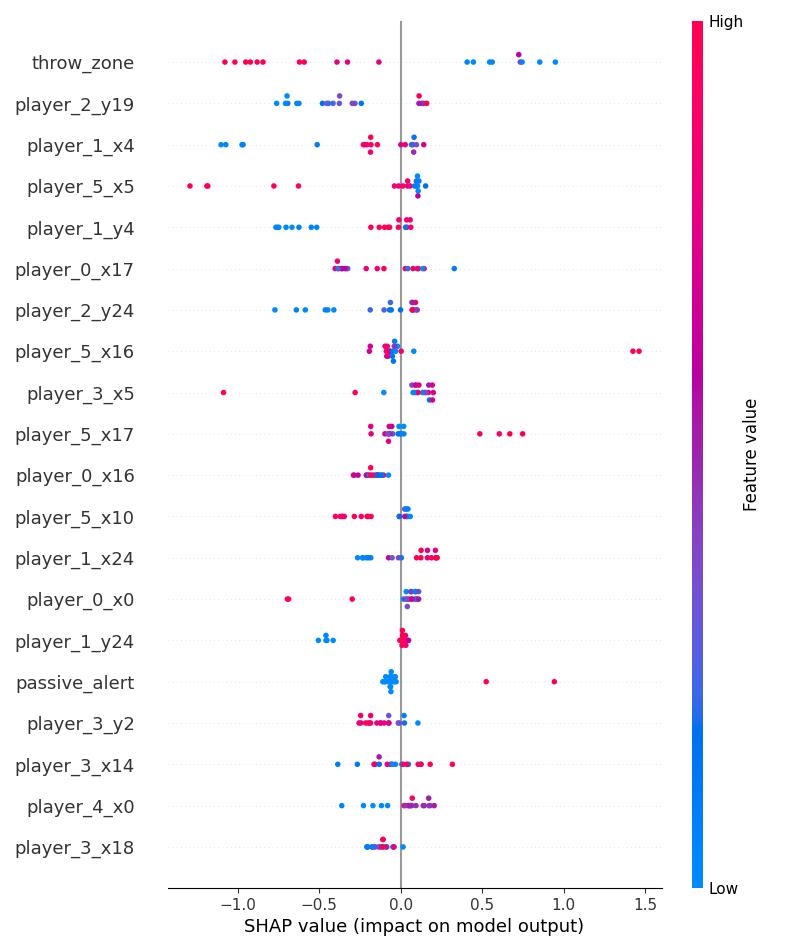 High
throw_zone
player_2_y19
player_1_x4
player_5_x5
player_1_y4
player_0_x17
player_2_y24
player_5_x16
player_3_x5
player_5_x17
player_0_x16
player_5_x10
player_1_x24
player_0_x0
player_1_y24
passive_alert
player_3_y2
player_3_x14
player_4_x0
player_3_x18
Feature value
Low
−1.0 −0.5 0.0 0.5 1.0 1.5
SHAP value (impact on model output)